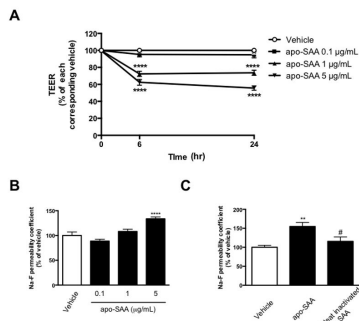 A
Vehicle
apo-SAA 0.1 μg/mL
apo-SAA 1 μg/mL
apo-SAA 5 μg/mL
TEER
(% of each
corresponding vehicle)
120
100
80
60
40
20
0
****
****
****
****
0
6
24
TIme (hr)
B
Na-F permeability coefficient
(% of vehicle)
200
150
100
50
0
****
Vehicle
0.1
1
5
apo-SAA (μg/mL)
C
Na-F permeability coefficient
(% of vehicle)
200
150
100
50
0
**
#
Vehicle
apo-SAA
inactivated
SAA